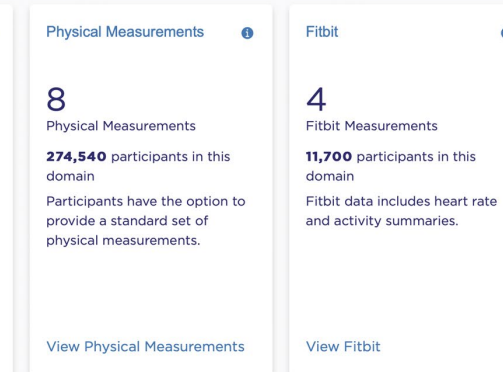 Physical Measurements
8
Physical Measurements
274,540 participants in this
domain
Participants have the option to
provide a standard set of
physical measurements.
View Physical Measurements
Fitbit
4
Fitbit Measurements
11,700 participants in this
domain
Fitbit data includes heart rate
and activity summaries.
View Fitbit